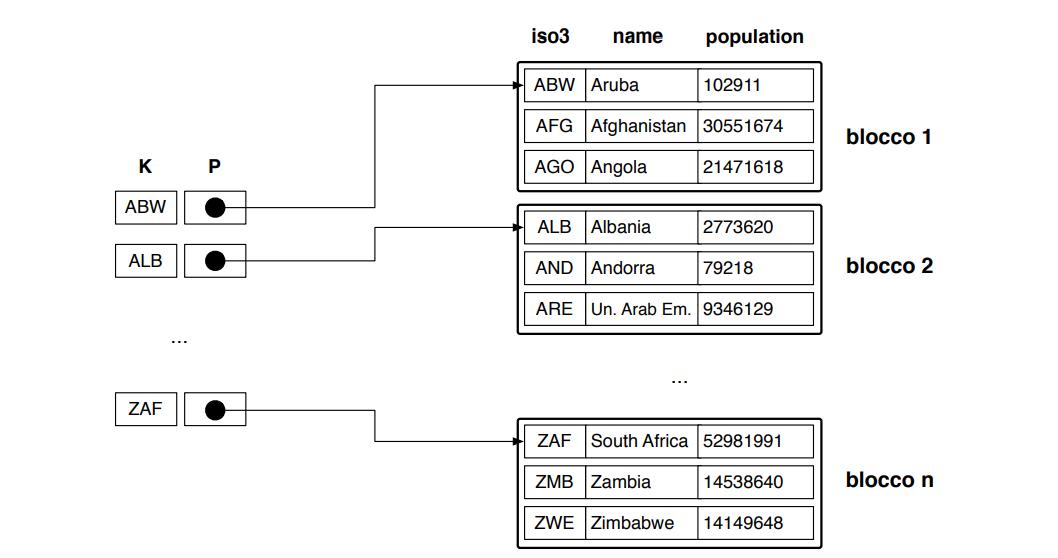 iso3 name population
ABW Aruba 102911
AFG Afghanistan 30551674
AGO Angola 21471618
blocco 1
K P
ABW
ALB
...
ZAF
ALB Albania 2773620
AND Andorra 79218
ARE Un. Arab Em. 9346129
blocco 2
...
ZAF South Africa 52981991
ZMB Zambia 14538640
ZWE Zimbabwe 14149648
blocco n